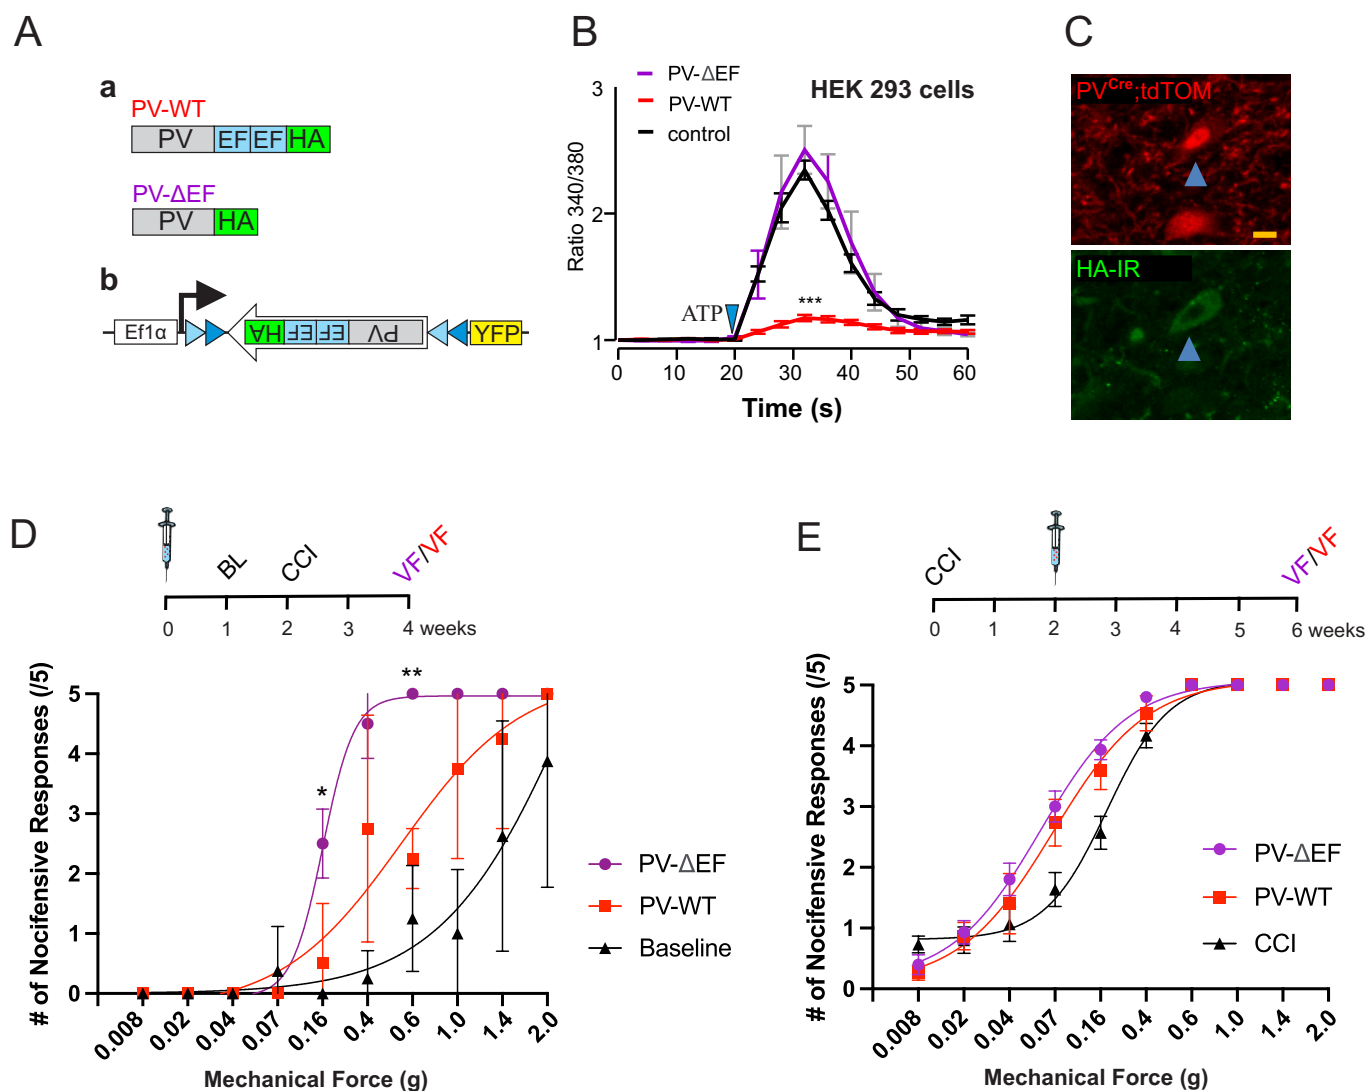 A
a
PV-WT
PV EF EF HA
PV-ΔEF
PV HA
b
Ef1α HA EF EF PV YFP
B
PV-ΔEF
PV-WT
control
HEK 293 cells
3
2
1
Ratio 340/380
ATP
***
0 10 20 30 40 50 60
Time (s)
C
PVCre;tdTOM
HA-IR
D
BL
CCI
VF/VF
0 1 2 3 4 weeks
# of Nocifensive Responses (/5)
5
4
3
2
1
0
*
**
PV-ΔEF
PV-WT
Baseline
0.008 0.02 0.04 0.07 0.16 0.4 0.6 1.0 1.4 2.0
Mechanical Force (g)
E
CCI
VF/VF
0 1 2 3 4 5 6 weeks
# of Nocifensive Responses (/5)
5
4
3
2
1
0
PV-ΔEF
PV-WT
CCI
0.008 0.02 0.04 0.07 0.16 0.4 0.6 1.0 1.4 2.0
Mechanical Force (g)